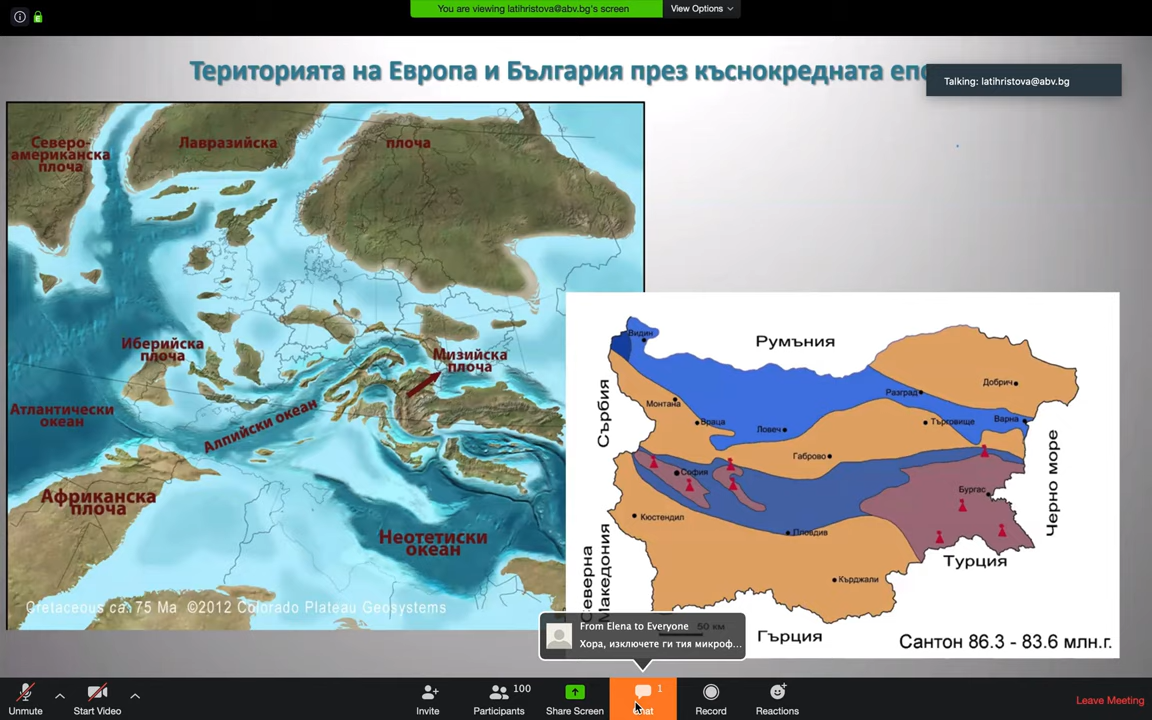 You are viewing latihristova@abv.bg's screen
View Options
Територията на Европа и България през къснокредната
Talking: latihristova@abv.bg
Северо-
американска
плоча
Лавразийска
плоча
Иберийска
плоча
Мизийска
плоча
Атлантически
океан
Алпийски океан
Африканска
плоча
Неотетиски
океан
Cretaceous ca. 75 Ma ©2012 Colorado Plateau Geosystems
Видин
Румъния
Добрич
Разград
Монтана
Враца
Ловеч
Търговище
Варна
Сърбия
Габрово
София
Бургас
Черно море
Кюстендил
Пловдив
Северна
Македония
Турция
Кърджали
50 км
Гърция
Сантон 86.3 - 83.6 млн.г.
From Elena to Everyone
Хора, изключете ги тия микроф...
Unmute
Start Video
Invite
Participants
100
Share Screen
Chat
1
Record
Reactions
Leave Meeting